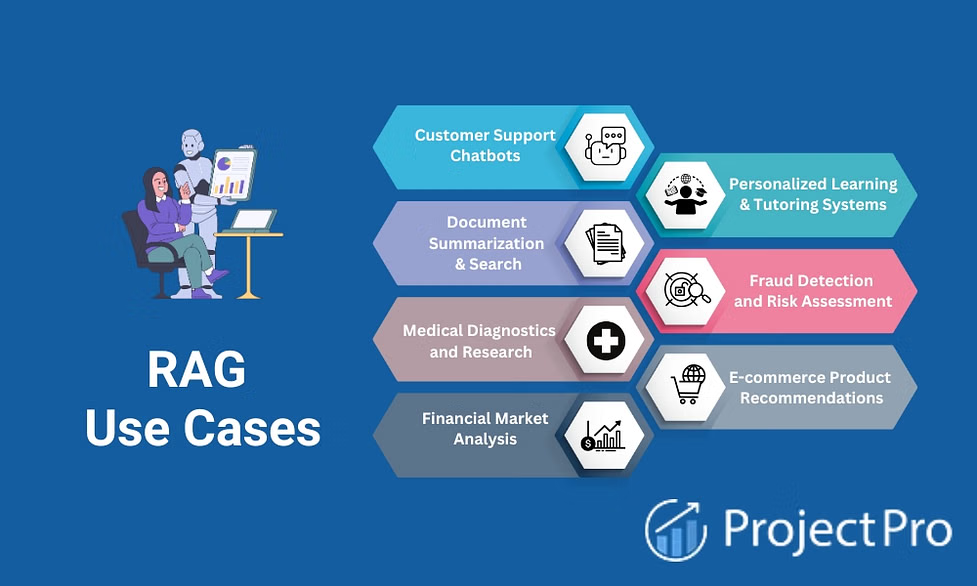 RAG
Use Cases
Customer Support
Chatbots
Personalized Learning
& Tutoring Systems
Document
Summarization
& Search
Fraud Detection
and Risk Assessment
Medical Diagnostics
and Research
E-commerce Product
Recommendations
Financial Market
Analysis
$
ProjectPro